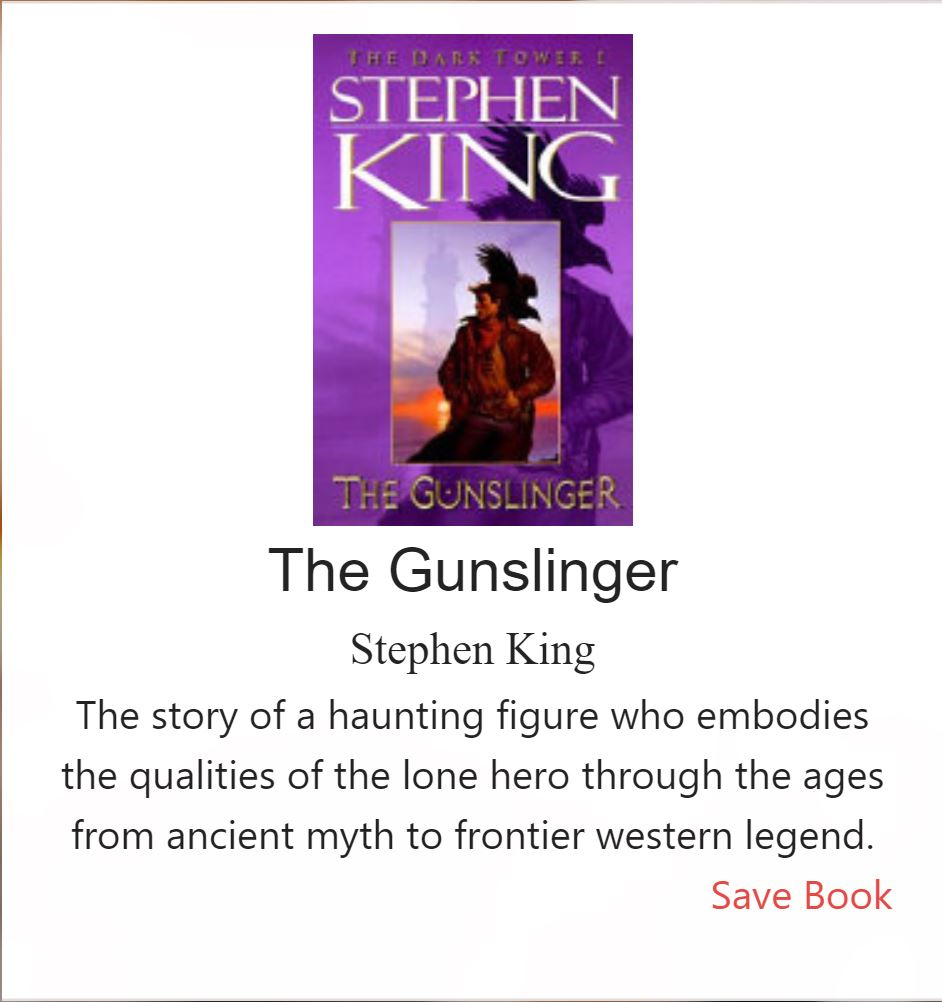 THE DARK TOWER I
STEPHEN
KING
THE GUNSLINGER
The Gunslinger
Stephen King
The story of a haunting figure who embodies
the qualities of the lone hero through the ages
from ancient myth to frontier western legend.
Save Book